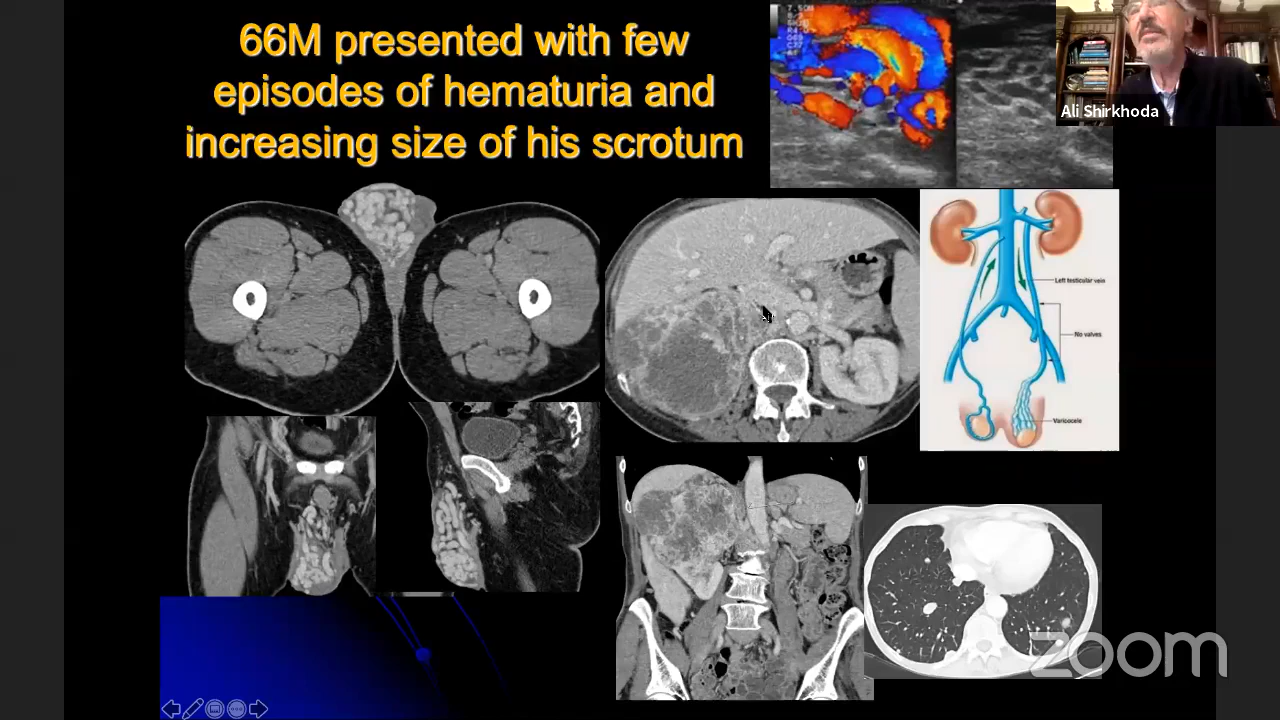 66M presented with few
episodes of hematuria and
increasing size of his scrotum
Ali Shirkhoda
Left testicular vein
No valves
Varicocele
zoom